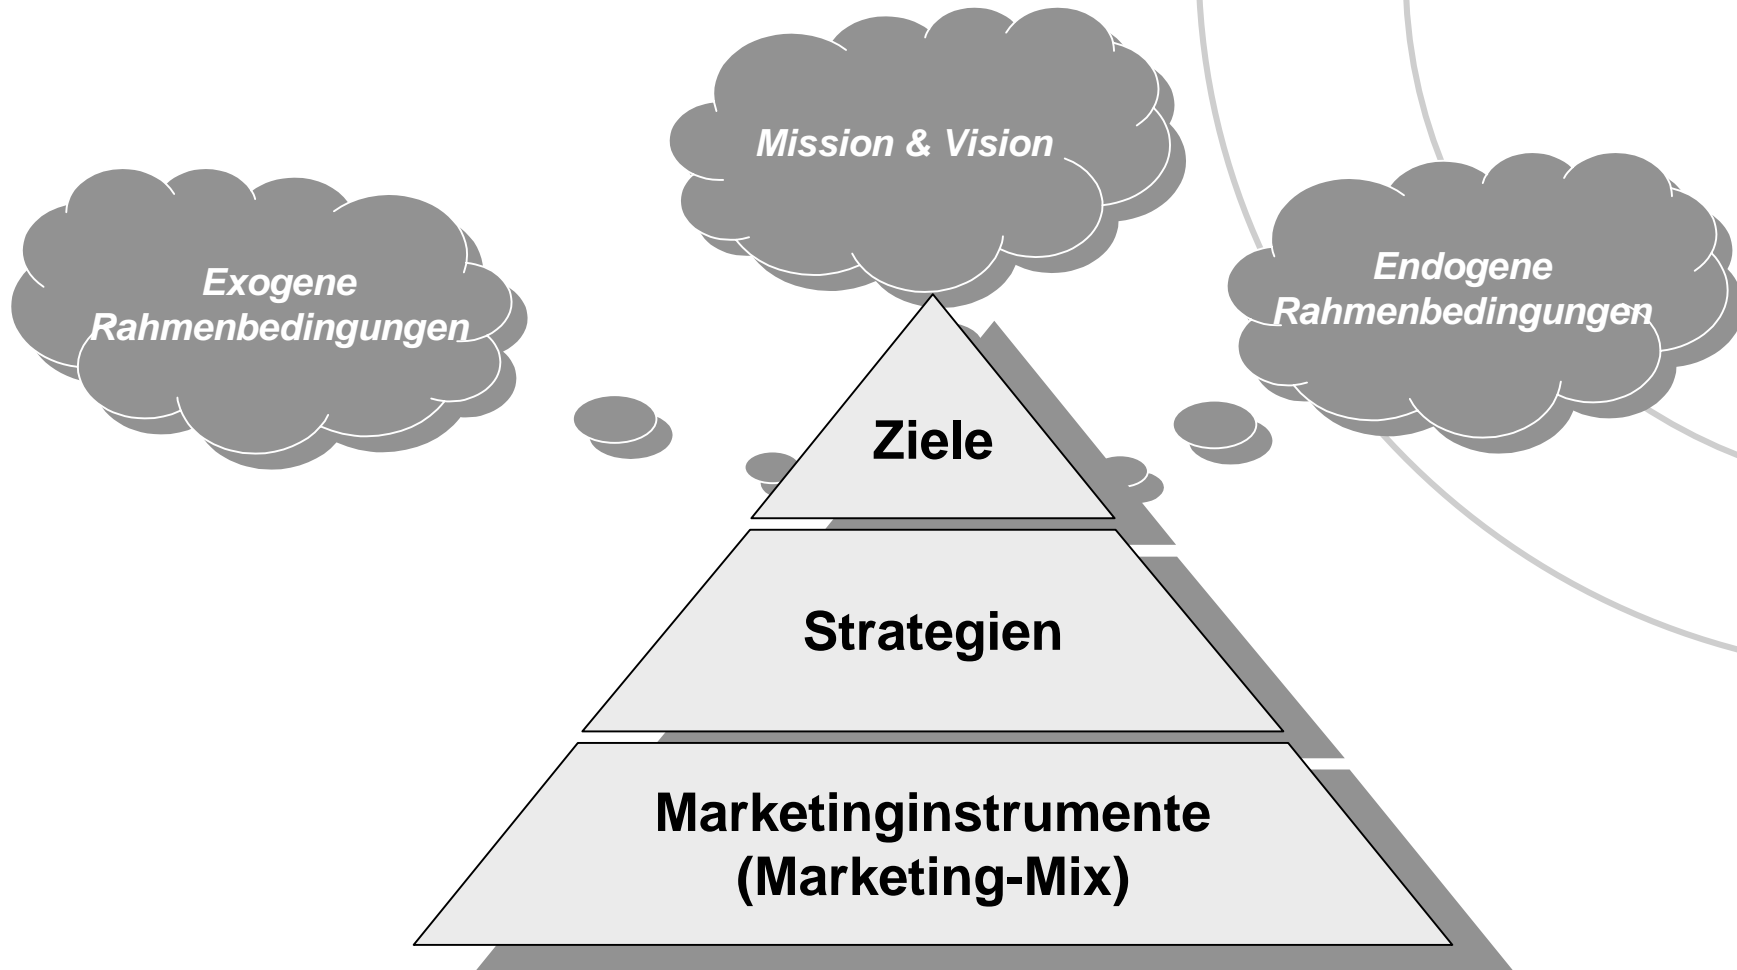 Mission & Vision
Exogene
Rahmenbedingungen
Endogene
Rahmenbedingungen
Ziele
Strategien
Marketinginstrumente
(Marketing-Mix)